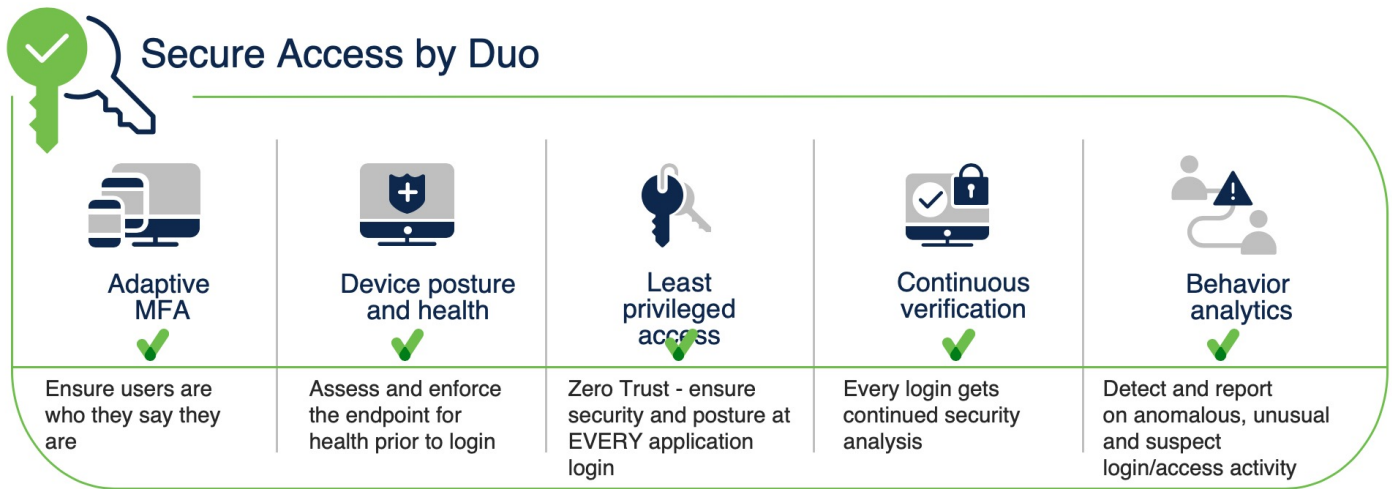 Secure Access by Duo
Adaptive
MFA
Ensure users are
who they say they
are
Device posture
and health
Assess and enforce
the endpoint for
health prior to login
Least
privileged
access
Zero Trust - ensure
security and posture at
EVERY application
login
Continuous
verification
Every login gets
continued security
analysis
Behavior
analytics
Detect and report
on anomalous, unusual
and suspect
login/access activity